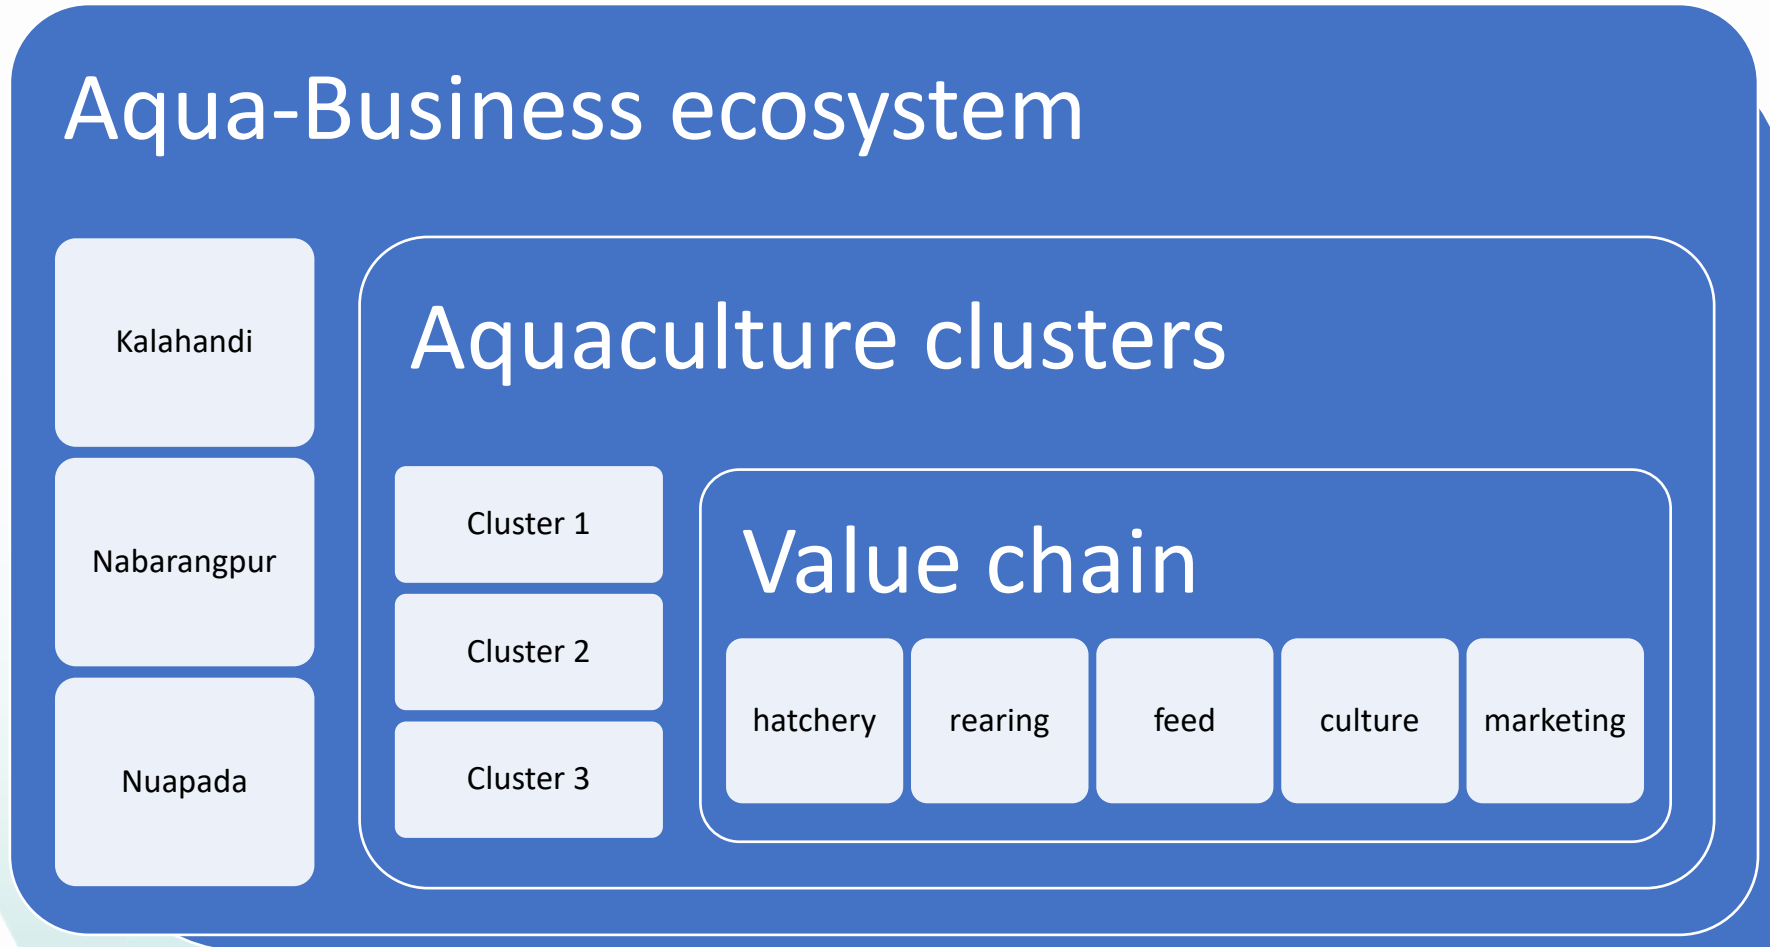 Aqua-Business ecosystem
Kalahandi
Nabarangpur
Nuapada
Aquaculture clusters
Cluster 1
Cluster 2
Cluster 3
Value chain
hatchery
rearing
feed
culture
marketing